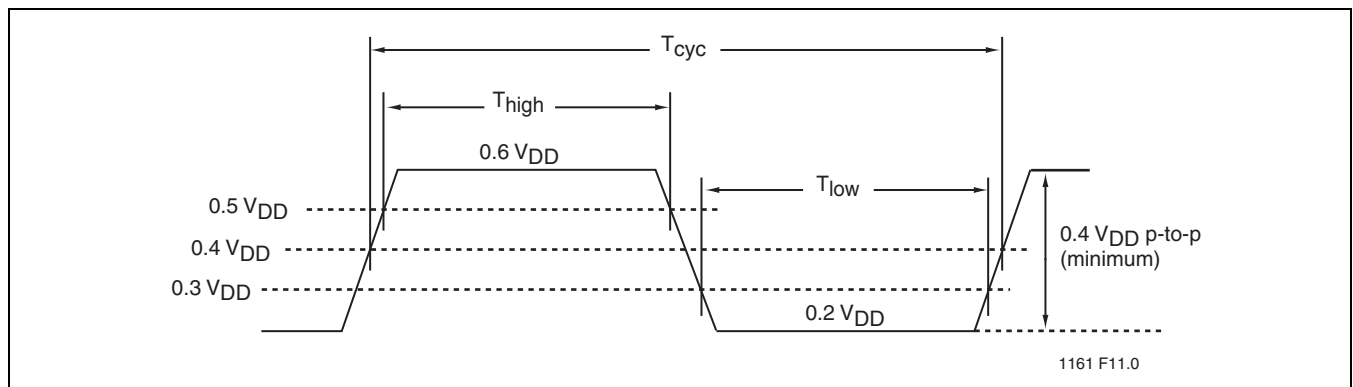 Tcyc
Thigh
0.6 VDD
Tlow
0.5 VDD
0.4 VDD
0.4 VDD p-to-p
(minimum)
0.3 VDD
0.2 VDD
1161 F11.0